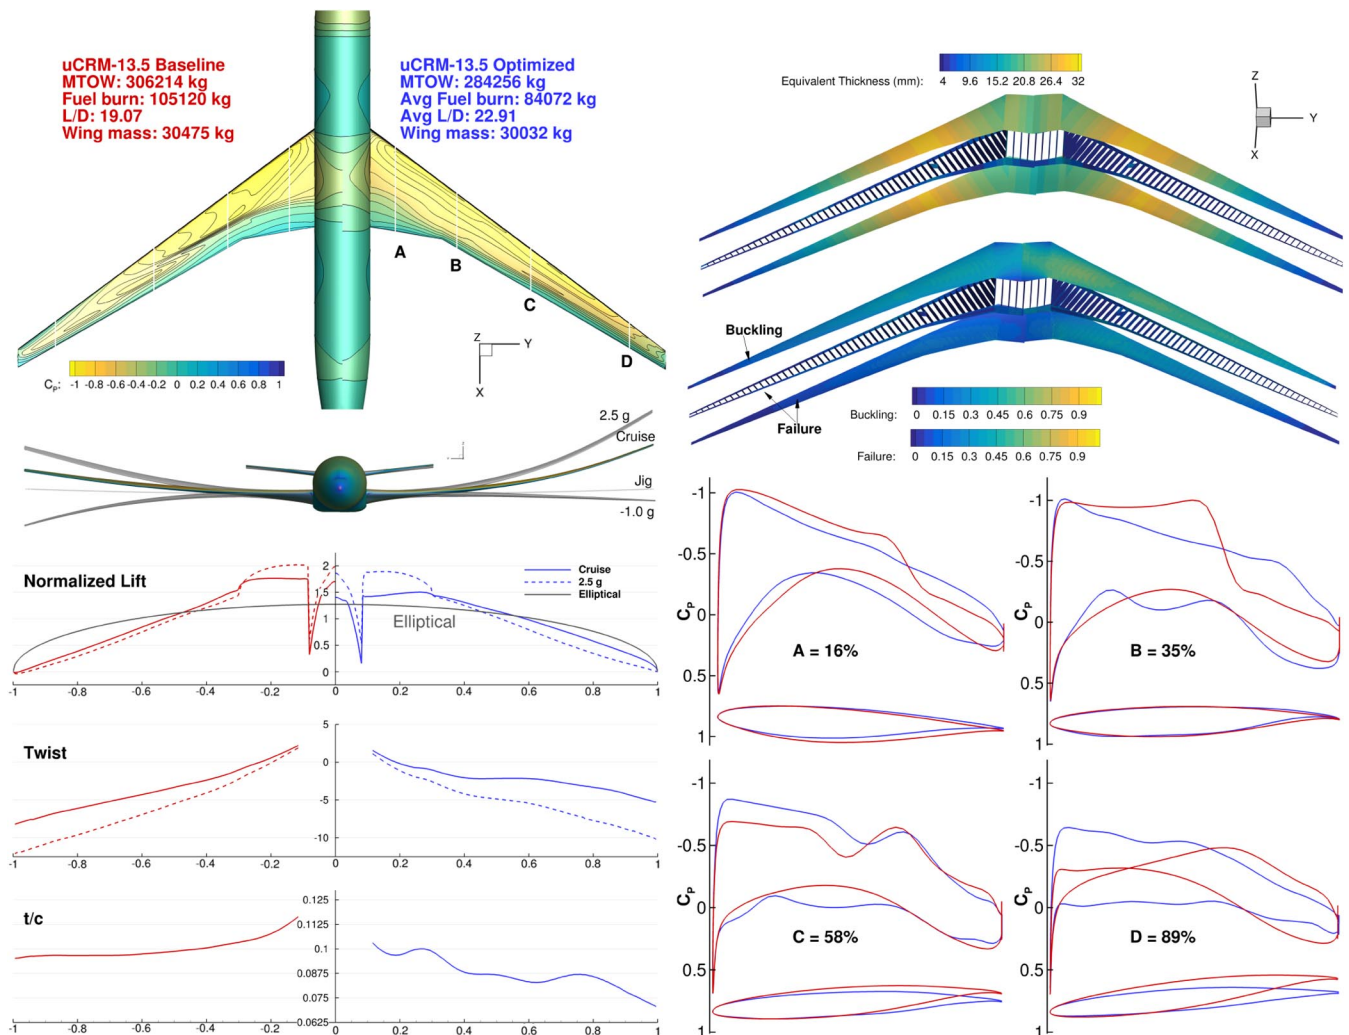 uCRM-13.5 Baseline
MTOW: 306214 kg
Fuel burn: 105120 kg
L/D: 19.07
Wing mass: 30475 kg
uCRM-13.5 Optimized
MTOW: 284256 kg
Avg Fuel burn: 84072 kg
Avg L/D: 22.91
Wing mass: 30032 kg
A
B
C
D
Z
Y
X
CP: -1 -0.8 -0.6 -0.4 -0.2 0 0.2 0.4 0.6 0.8 1
2.5 g
Cruise
Jig
-1.0 g
Normalized Lift
2
1.5
1
0.5
0
Cruise
2.5 g
Elliptical
Elliptical
-1 -0.8 -0.6 -0.4 -0.2 0 0.2 0.4 0.6 0.8 1
Twist
5
0
-5
-10
-1 -0.8 -0.6 -0.4 -0.2 0 0.2 0.4 0.6 0.8 1
t/c
0.125
0.1125
0.1
0.0875
0.075
0.0625
-1 -0.8 -0.6 -0.4 -0.2 0 0.2 0.4 0.6 0.8 1
Equivalent Thickness (mm): 4 9.6 15.2 20.8 26.4 32
Z
Y
X
Buckling
Failure
Buckling: 0 0.15 0.3 0.45 0.6 0.75 0.9
Failure: 0 0.15 0.3 0.45 0.6 0.75 0.9
-1
-0.5
CP
0
0.5
1
A = 16%
-1
-0.5
CP
0
0.5
1
B = 35%
-1
-0.5
CP
0
0.5
1
C = 58%
-1
-0.5
CP
0
0.5
1
D = 89%